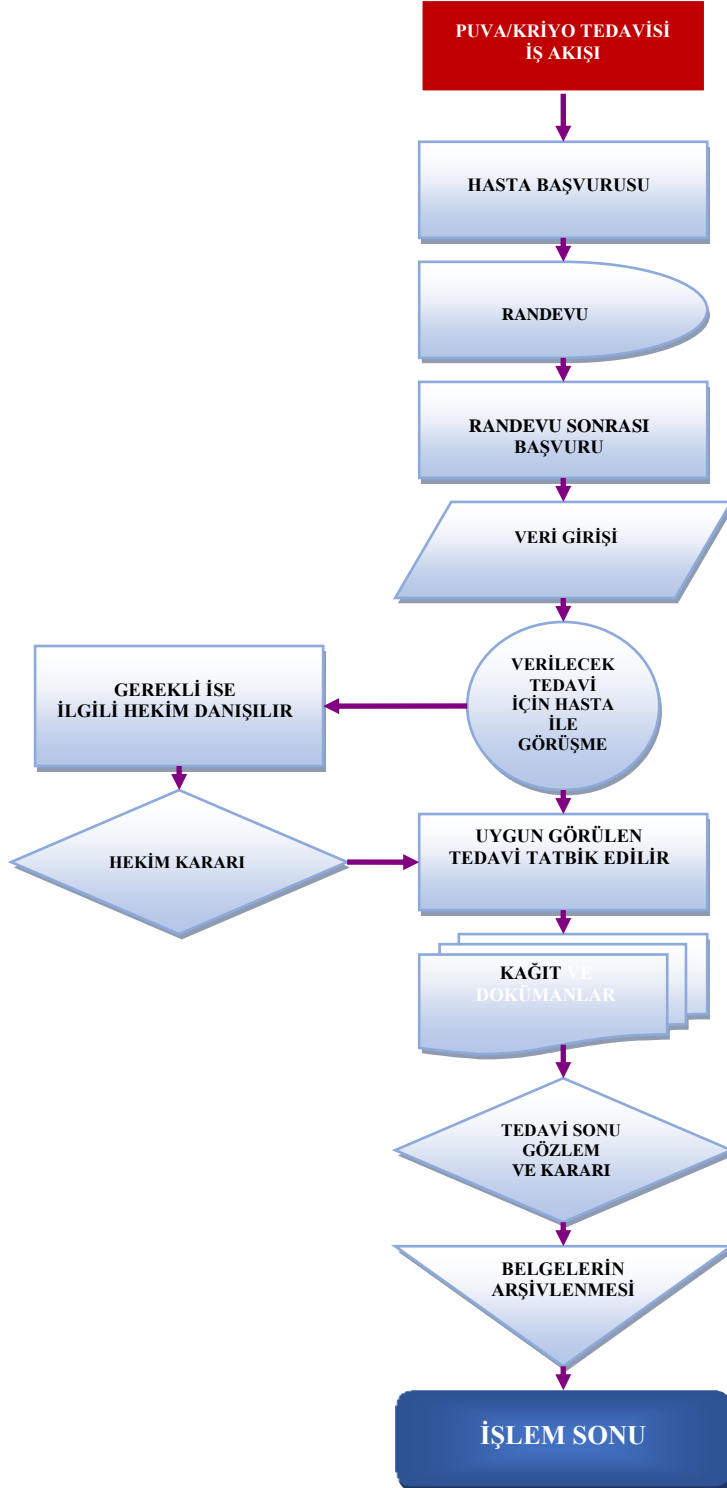 PUVA/KRİYO TEDAVİSİ
İŞ AKIŞI
HASTA BAŞVURUSU
RANDEVU
RANDEVU SONRASI
BAŞVURU
VERİ GİRİŞİ
VERİLECEK
TEDAVİ
İÇİN HASTA
İLE
GÖRÜŞME
GEREKLİ İSE
İLGİLİ HEKİM DANIŞILIR
HEKİM KARARI
UYGUN GÖRÜLEN
TEDAVİ TATBİK EDİLİR
KAĞIT VE
DOKÜMANLAR
TEDAVİ SONU
GÖZLEM
VE KARARI
BELGELERİN
ARŞİVLENMESİ
İŞLEM SONU